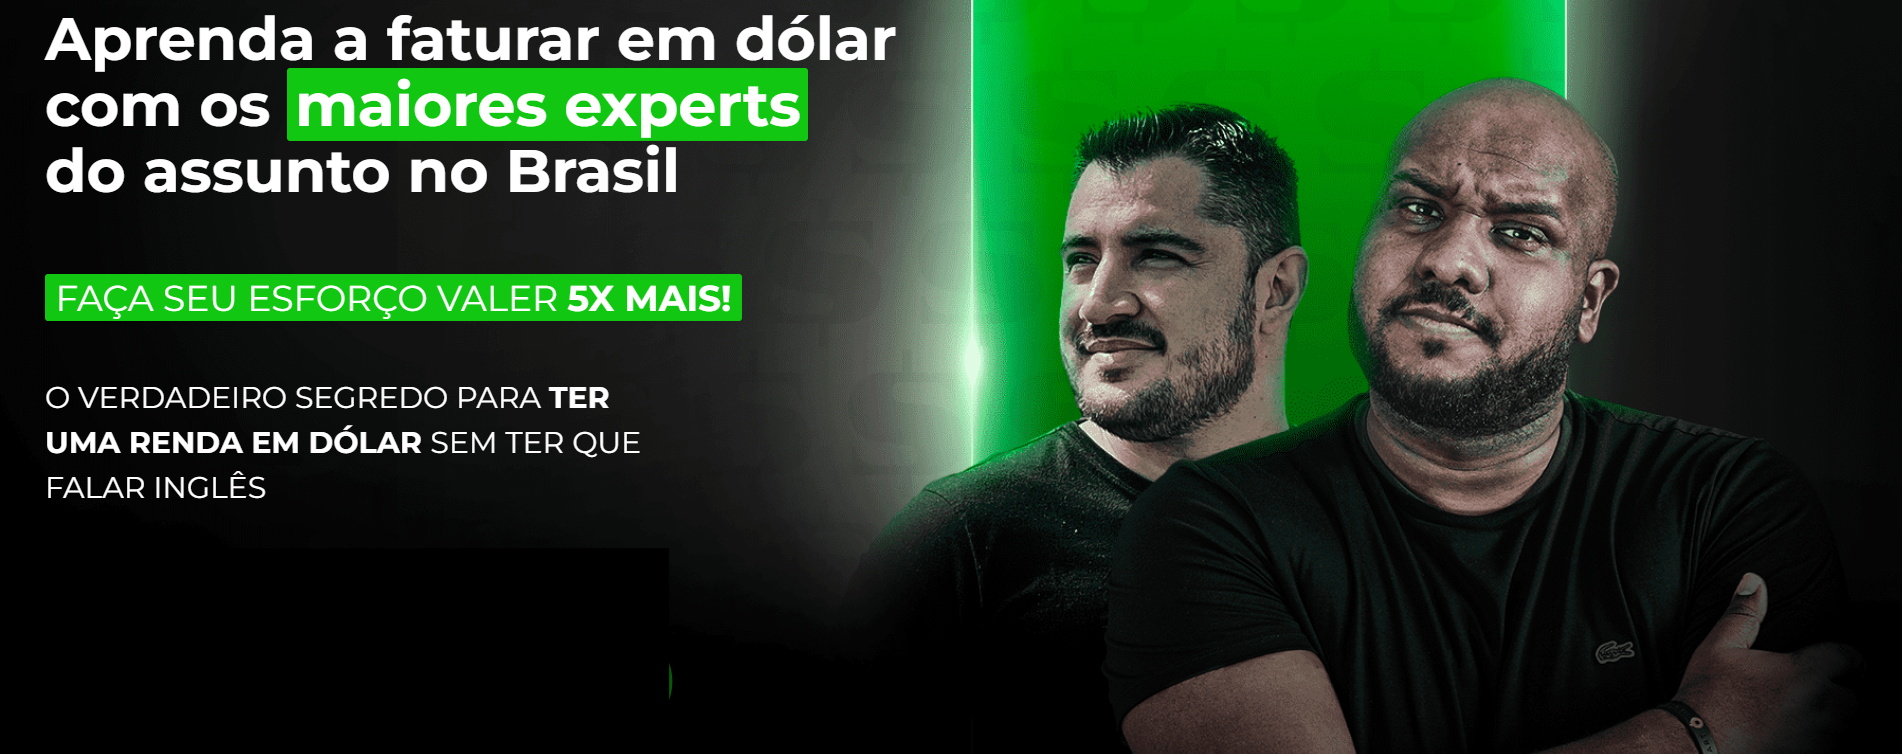 Aprenda a faturar em dólar
com os maiores experts
do assunto no Brasil
FAÇA SEU ESFORÇO VALER 5X MAIS!
O VERDADEIRO SEGREDO PARA TER
UMA RENDA EM DÓLAR SEM TER QUE
FALAR INGLÊS